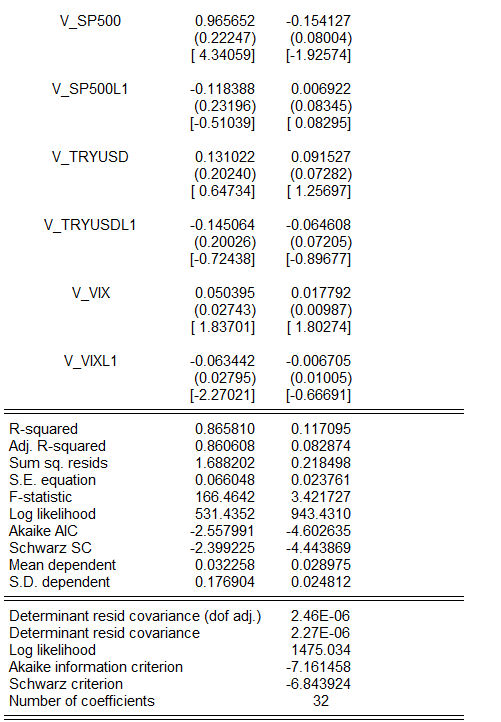 V_SP500 0.965652 -0.154127
(0.22247) (0.08004)
[ 4.34059] [-1.92574]
V_SP500L1 -0.118388 0.006922
(0.23196) (0.08345)
[-0.51039] [ 0.08295]
V_TRYUSD 0.131022 0.091527
(0.20240) (0.07282)
[ 0.64734] [ 1.25697]
V_TRYUSDL1 -0.145064 -0.064608
(0.20026) (0.07205)
[-0.72438] [-0.89677]
V_VIX 0.050395 0.017792
(0.02743) (0.00987)
[ 1.83701] [ 1.80274]
V_VIXL1 -0.063442 -0.006705
(0.02795) (0.01005)
[-2.27021] [-0.66691]
R-squared 0.865810 0.117095
Adj. R-squared 0.860608 0.082874
Sum sq. resids 1.688202 0.218498
S.E. equation 0.066048 0.023761
F-statistic 166.4642 3.421727
Log likelihood 531.4352 943.4310
Akaike AIC -2.557991 -4.602635
Schwarz SC -2.399225 -4.443869
Mean dependent 0.032258 0.028975
S.D. dependent 0.176904 0.024812
Determinant resid covariance (dof adj.) 2.46E-06
Determinant resid covariance 2.27E-06
Log likelihood 1475.034
Akaike information criterion -7.161458
Schwarz criterion -6.843924
Number of coefficients 32